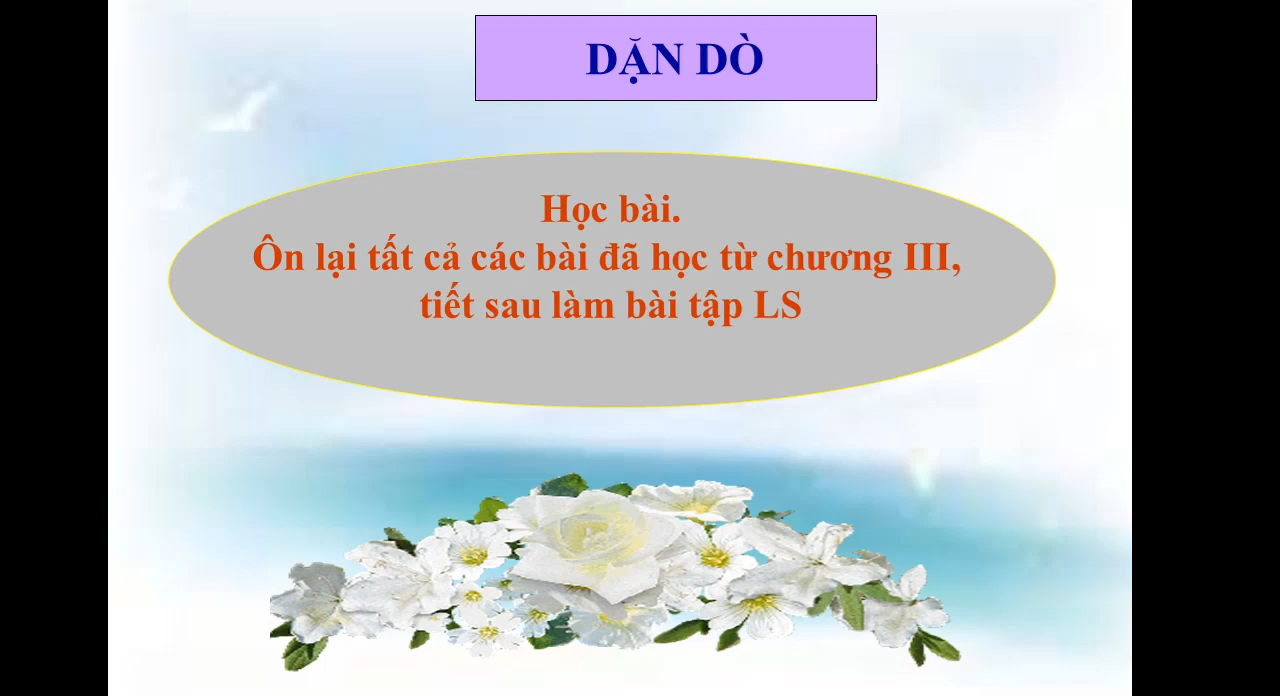 DẶN DÒ
Học bài.
Ôn lại tất cả các bài đã học từ chương III,
tiết sau làm bài tập LS